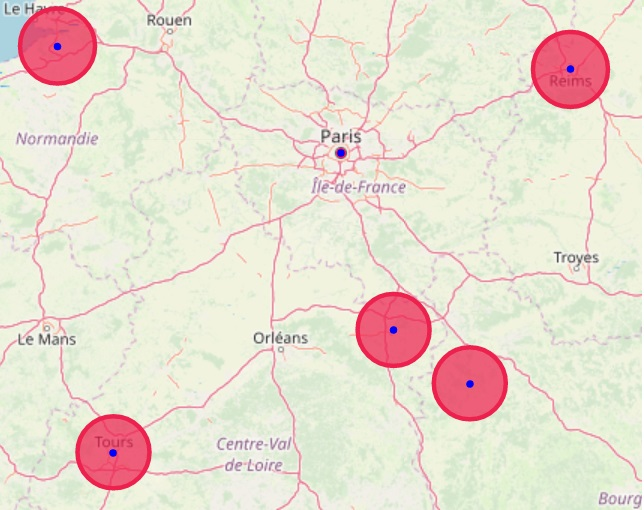 Le Havre
Rouen
Reims
Normandie
Paris
Île-de-France
Troyes
Le Mans
Orléans
Tours
Centre-Val
de Loire
Bourg